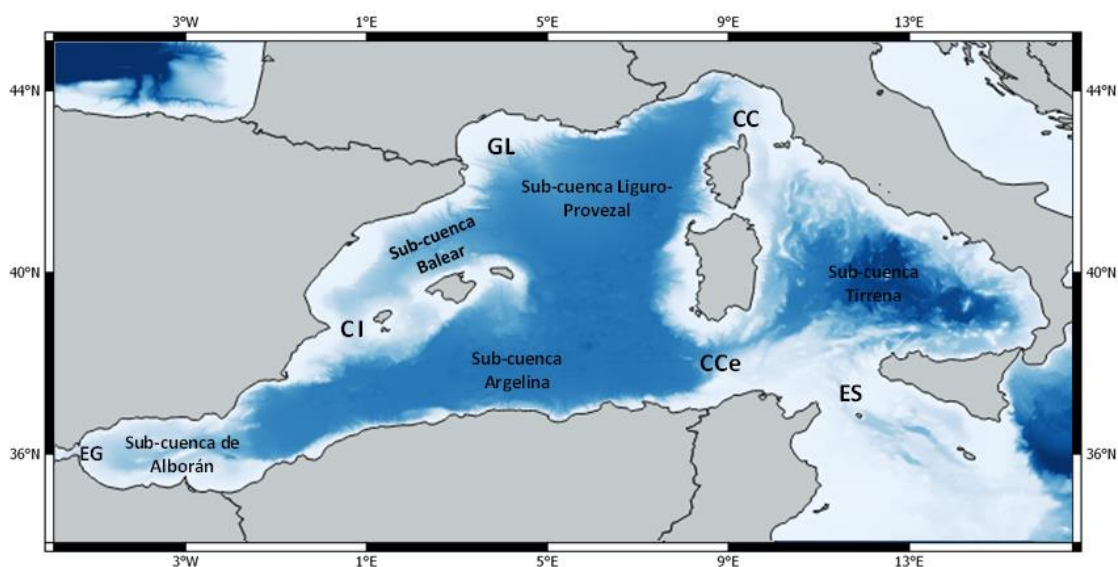 3°W 1°E 5°E 9°E 13°E
44°N 44°N
CC
GL
Sub-cuenca Liguro-
Provezal
Sub-cuenca
Balear
40°N 40°N
Sub-cuenca
Tirrena
CI
Sub-cuenca
Argelina
CCe
ES
EG
Sub-cuenca de
Alborán
36°N 36°N
3°W 1°E 5°E 9°E 13°E